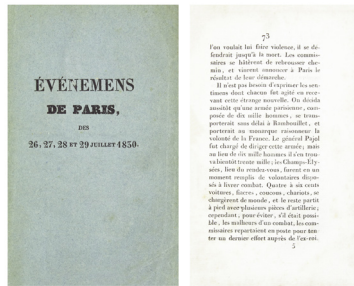 ÉVÉNEMENS
DE PARIS,
DES
26, 27, 28 ET 29 JUILLET 1830.
73
l'on voulait lui faire violence, il se dé-
fendrait jusqu'à la mort. Les commis-
saires se hâtèrent de rebrousser che-
min, et vinrent annoncer à Paris le
résultat de leur démarche.
Il n'est pas besoin d'exprimer les sen-
timens dont chacun fut agité en rece-
vant cette étrange nouvelle. On décida
aussitôt qu'une armée parisienne, com-
posée de dix mille hommes, se trans-
porterait sans délai à Rambouillet, et
porterait au monarque raisonneur la
volonté de la France. Le général Pajol
fut chargé de diriger cette armée; mais
au lieu de dix mille hommes il s'en trou-
va bientôt trente mille; les Champs-Ely-
sées, lieu du rendez-vous, furent en un
moment remplis de volontaires dispo-
sés à livrer combat. Quatre à six cents
voitures, fiacres, coucous, chariots, se
chargèrent de monde, et le reste partit
à pied avec plusieurs pièces d'artillerie;
cependant, pour éviter, s'il était possi-
ble, les malheurs d'un combat, les com-
missaires repartaient en poste pour ten-
ter un dernier effort auprès de l'ex-roi.
5